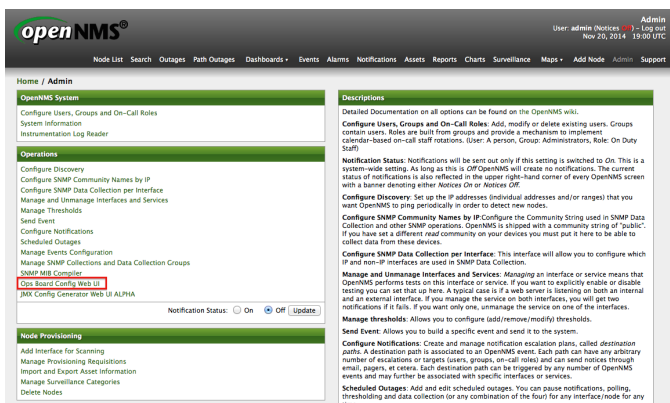 openNMS®
Admin
User: admin (Notices Off) - Log out
Nov 20, 2014 19:00 UTC
Node List Search Outages Path Outages Dashboards Events Alarms Notifications Assets Reports Charts Surveillance Maps Add Node Admin Support
Home / Admin
OpenNMS System
Configure Users, Groups and On-Call Roles
System Information
Instrumentation Log Reader
Operations
Configure Discovery
Configure SNMP Community Names by IP
Configure SNMP Data Collection per Interface
Manage and Unmanage Interfaces and Services
Manage Thresholds
Send Event
Configure Notifications
Scheduled Outages
Manage Events Configuration
Manage SNMP Collections and Data Collection Groups
SNMP MIB Compiler
Ops Board Config Web UI
JMX Config Generator Web UI ALPHA
Notification Status: On Off Update
Node Provisioning
Add Interface for Scanning
Manage Provisioning Requisitions
Import and Export Asset Information
Manage Surveillance Categories
Delete Nodes
Descriptions
Detailed Documentation on all options can be found on the OpenNMS wiki.
Configure Users, Groups and On-Call Roles: Add, modify or delete existing users. Groups
contain users. Roles are built from groups and provide a mechanism to implement
calendar-based on-call staff rotations. (User: A person, Group: Administrators, Role: On Duty
Staff)
Notification Status: Notifications will be sent out only if this setting is switched to On. This is a
system-wide setting. As long as this is Off OpenNMS will create no notifications. The current
status of notifications is also reflected in the upper right-hand corner of every OpenNMS screen
with a banner denoting either Notices On or Notices Off.
Configure Discovery: Set up the IP addresses (individual addresses and/or ranges) that you
want OpenNMS to ping periodically in order to detect new nodes.
Configure SNMP Community Names by IP:Configure the Community String used in SNMP Data
Collection and other SNMP operations. OpenNMS is shipped with a community string of "public".
If you have set a different read community on your devices you must put it here to be able to
collect data from these devices.
Configure SNMP Data Collection per Interface: This interface will allow you to configure which
IP and non-IP interfaces are used in SNMP Data Collection.
Manage and Unmanage Interfaces and Services: Managing an interface or service means that
OpenNMS performs tests on this interface or service. If you want to explicitly enable or disable
testing you can set that up here. A typical case is if a web server is listening on both an internal
and an external interface. If you manage the service on both interfaces, you will get two
notifications if it fails. If you want only one, unmanage the service on one of the interfaces.
Manage thresholds: Allows you to configure (add/remove/modify) thresholds.
Send Event: Allows you to build a specific event and send it to the system.
Configure Notifications: Create and manage notification escalation plans, called destination
paths. A destination path is associated to an OpenNMS event. Each path can have any arbitrary
number of escalations or targets (users, groups, on-call roles) and can send notices through
email, pagers, et cetera. Each destination path can be triggered by any number of OpenNMS
events and may further be associated with specific interfaces or services.
Scheduled Outages: Add and edit scheduled outages. You can pause notifications, polling,
thresholding and data collection (or any combination of the four) for any interface/node for any